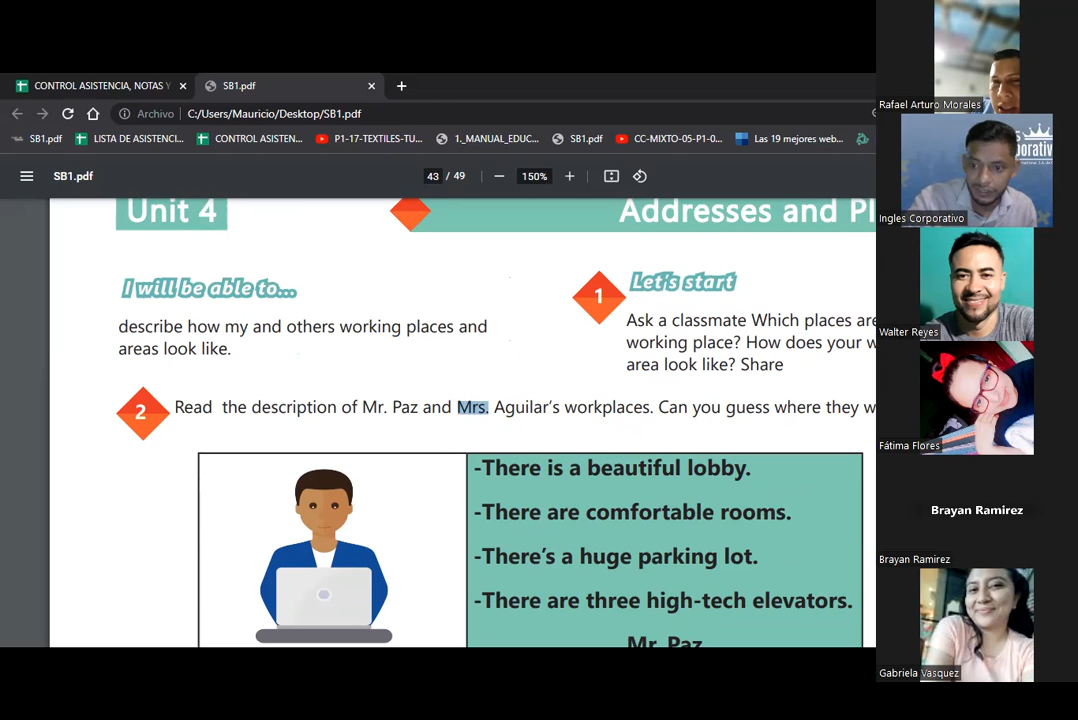 CONTROL ASISTENCIA, NOTAS Y
SB1.pdf
Archivo
C:/Users/Mauricio/Desktop/SB1.pdf
SB1.pdf
LISTA DE ASISTENCI...
CONTROL ASISTEN...
P1-17-TEXTILES-TU...
1._MANUAL_EDUC...
SB1.pdf
CC-MIXTO-05-P1-0...
Las 19 mejores web...
SB1.pdf
43 / 49
150%
Unit 4
Addresses and Pl
I will be able to...
describe how my and others working places and
areas look like.
1
Let's start
Ask a classmate Which places are
working place? How does your w
area look like? Share
2
Read the description of Mr. Paz and Mrs. Aguilar's workplaces. Can you guess where they w
-There is a beautiful lobby.
-There are comfortable rooms.
-There's a huge parking lot.
-There are three high-tech elevators.
Mr. Paz
Rafael Arturo Morales
Ingles Corporativo
Walter Reyes
Fátima Flores
Brayan Ramirez
Brayan Ramirez
Gabriela Vasquez